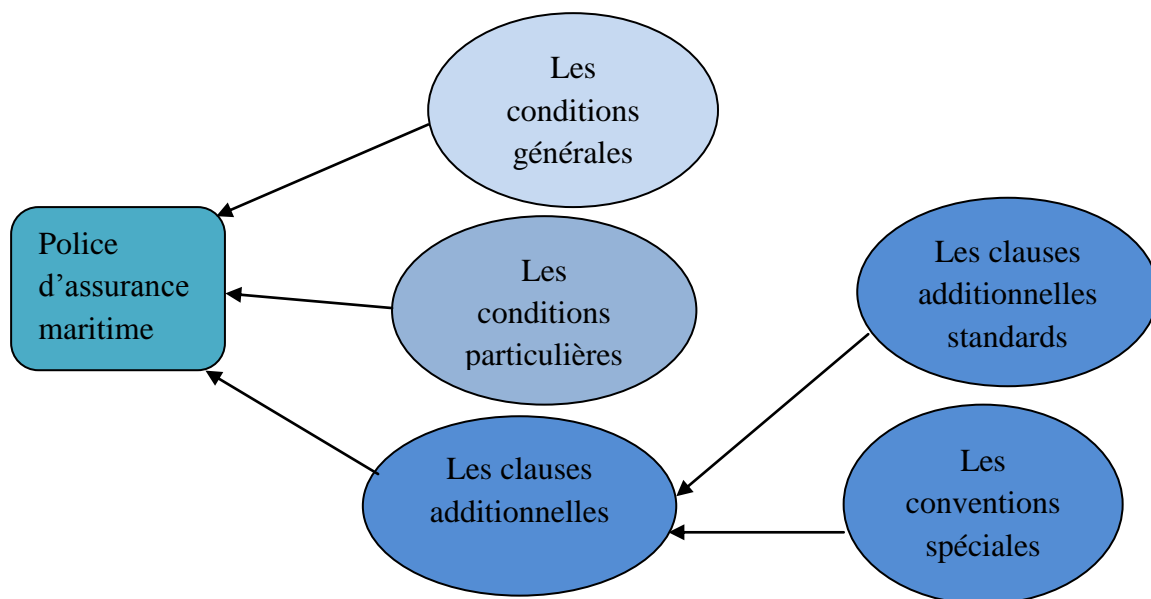 Les
conditions
générales
Police
d’assurance
maritime
Les
conditions
particulières
Les clauses
additionnelles
standards
Les clauses
additionnelles
Les
conventions
spéciales